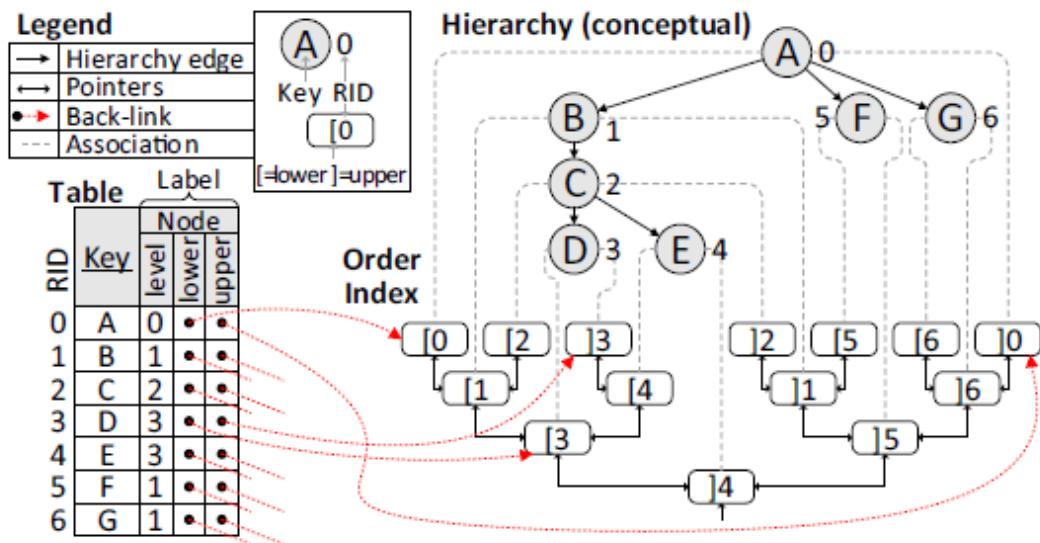 Legend
Hierarchy edge
Pointers
Back-link
Association
A 0
Key RID
[0
[=lower ]=upper
Hierarchy (conceptual)
A 0
B 1
5 F
G 6
C 2
D 3
E 4
Table
Label
Node
RID Key level lower upper
0 A 0
1 B 1
2 C 2
3 D 3
4 E 3
5 F 1
6 G 1
Order
Index
[0 [2 ]3 ]2 [5 [6 ]0
[1 [4 ]1 ]6
[3 ]5
]4